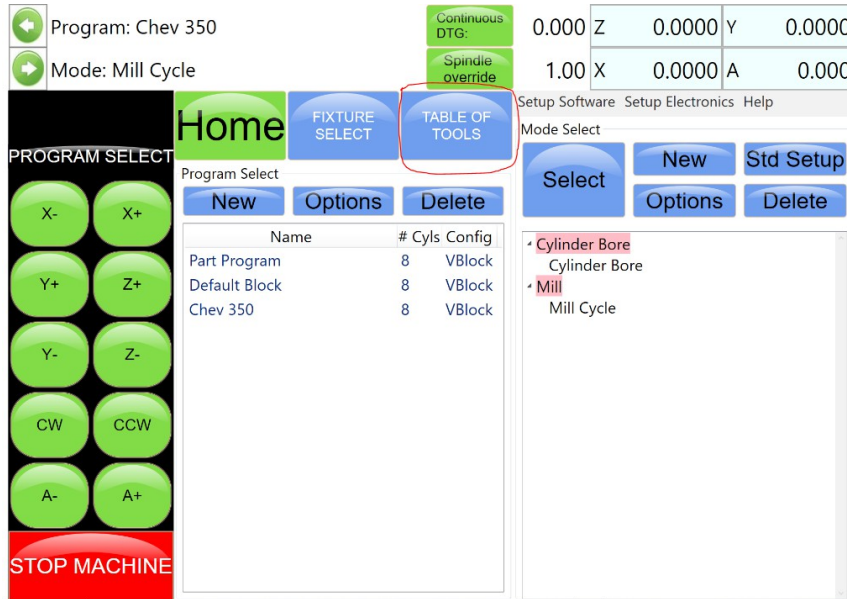 Program: Chev 350
Mode: Mill Cycle
Continuous
DTG:
0.000
Spindle
override
1.00
Z 0.0000 Y 0.0000
X 0.0000 A 0.000
PROGRAM SELECT
X- X+
Y+ Z+
Y- Z-
CW CCW
A- A+
STOP MACHINE
Home
FIXTURE
SELECT
TABLE OF
TOOLS
Program Select
New Options Delete
Name # Cyls Config
Part Program 8 VBlock
Default Block 8 VBlock
Chev 350 8 VBlock
Setup Software Setup Electronics Help
Mode Select
Select
New Std Setup
Options Delete
Cylinder Bore
Cylinder Bore
Mill
Mill Cycle